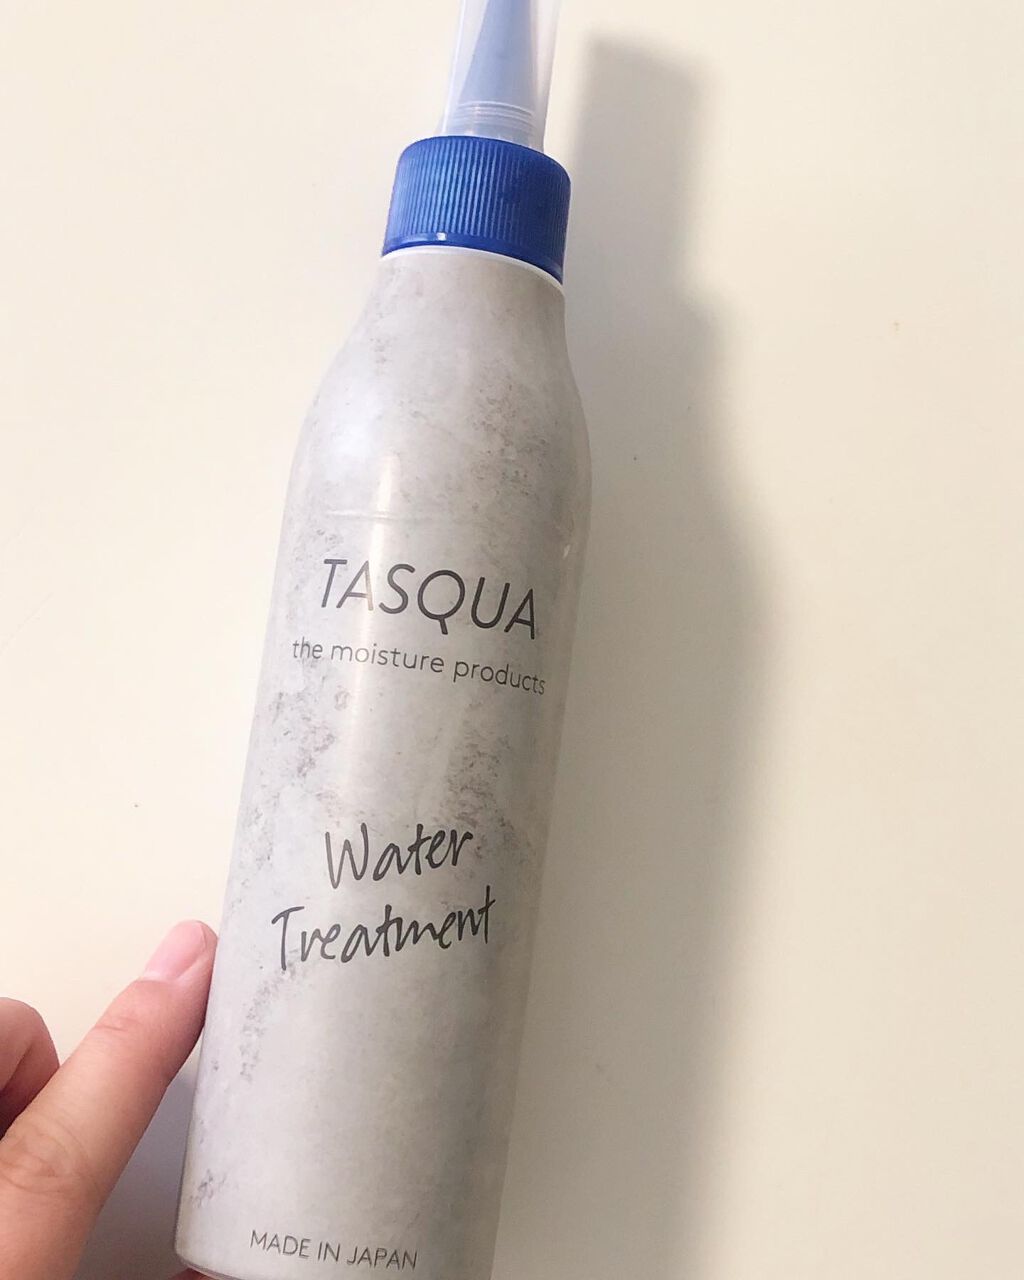 TASQUA
the moisture products
Water
Treatment
MADE IN JAPAN